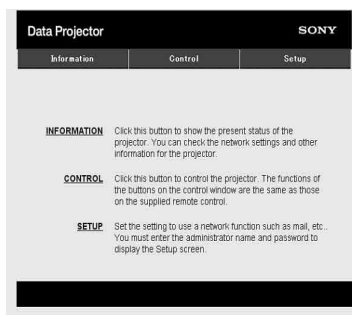 Data Projector SONY
Information Control Setup
INFORMATION Click this button to show the present status of the
projector. You can check the network settings and other
information for the projector.
CONTROL Click this button to control the projector. The functions of
the buttons on the control window are the same as those
on the supplied remote control.
SETUP Set the setting to use a network function such as mail, etc..
You must enter the administrator name and password to
display the Setup screen.